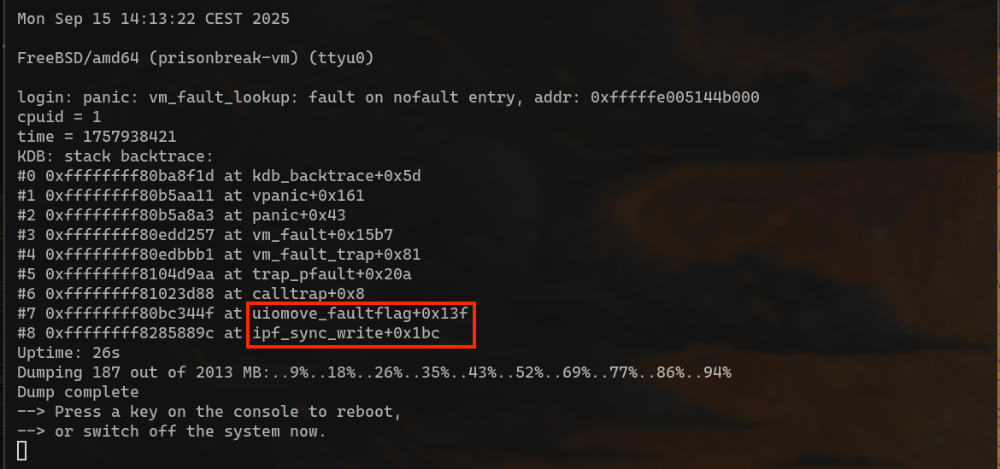 Mon Sep 15 14:13:22 CEST 2025
FreeBSD/amd64 (prisonbreak-vm) (ttyu0)
login: panic: vm_fault_lookup: fault on nofault entry, addr: 0xfffffe005144b000
cpuid = 1
time = 1757938421
KDB: stack backtrace:
#0 0xffffffff80ba8f1d at kdb_backtrace+0x5d
#1 0xffffffff80b5aa11 at vpanic+0x161
#2 0xffffffff80b5a8a3 at panic+0x43
#3 0xffffffff80edd257 at vm_fault+0x15b7
#4 0xffffffff80edbbb1 at vm_fault_trap+0x81
#5 0xffffffff8104d9aa at trap_pfault+0x20a
#6 0xffffffff81023d88 at calltrap+0x8
#7 0xffffffff80bc344f at uiomove_faultflag+0x13f
#8 0xffffffff8285889c at ipf_sync_write+0x1bc
Uptime: 26s
Dumping 187 out of 2013 MB:..9%..18%..26%..35%..43%..52%..69%..77%..86%..94%
Dump complete
--> Press a key on the console to reboot,
--> or switch off the system now.